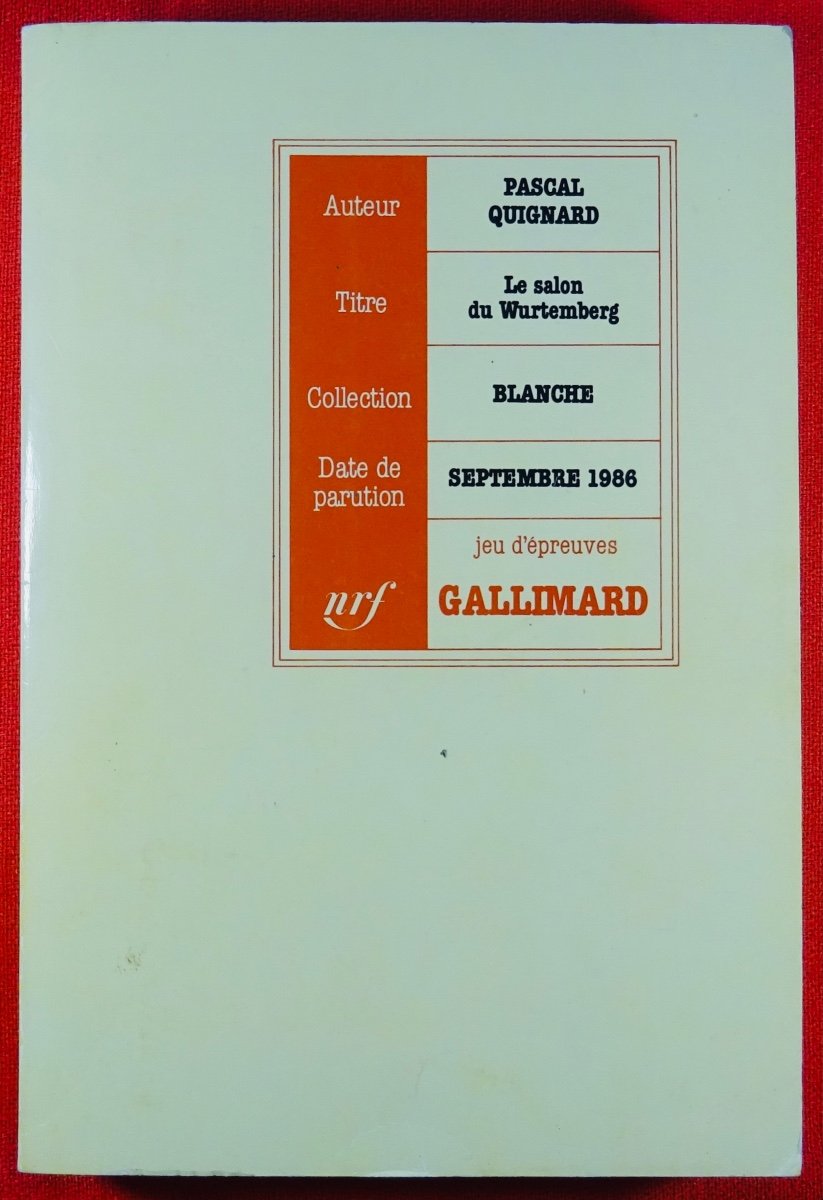 Auteur
PASCAL
QUIGNARD
Titre
Le salon
du Wurtemberg
Collection
BLANCHE
Date de
parution
SEPTEMBRE 1986
jeu d'épreuves
nrf
GALLIMARD